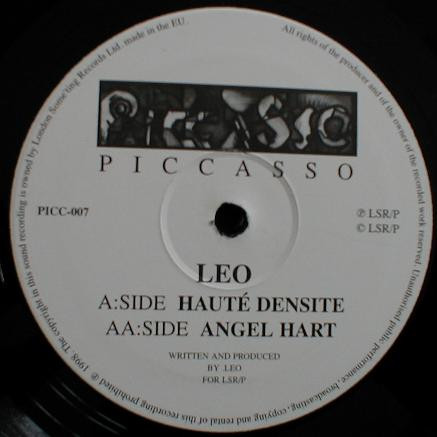 PICCASSO
PICCASSO
PICC-007
℗ LSR/P
© LSR/P
LEO
A:SIDE HAUTÉ DENSITE
AA:SIDE ANGEL HART
WRITTEN AND PRODUCED
BY .LEO
FOR LSR/P
All rights of the producer and of the owner of the recorded work reserved. Unauthorised public performance, broadcasting, copying and rental of this recording prohibited ℗ 1998 The copyright in this sound recording is owned by London Some'ting Records Ltd. made in the EU.